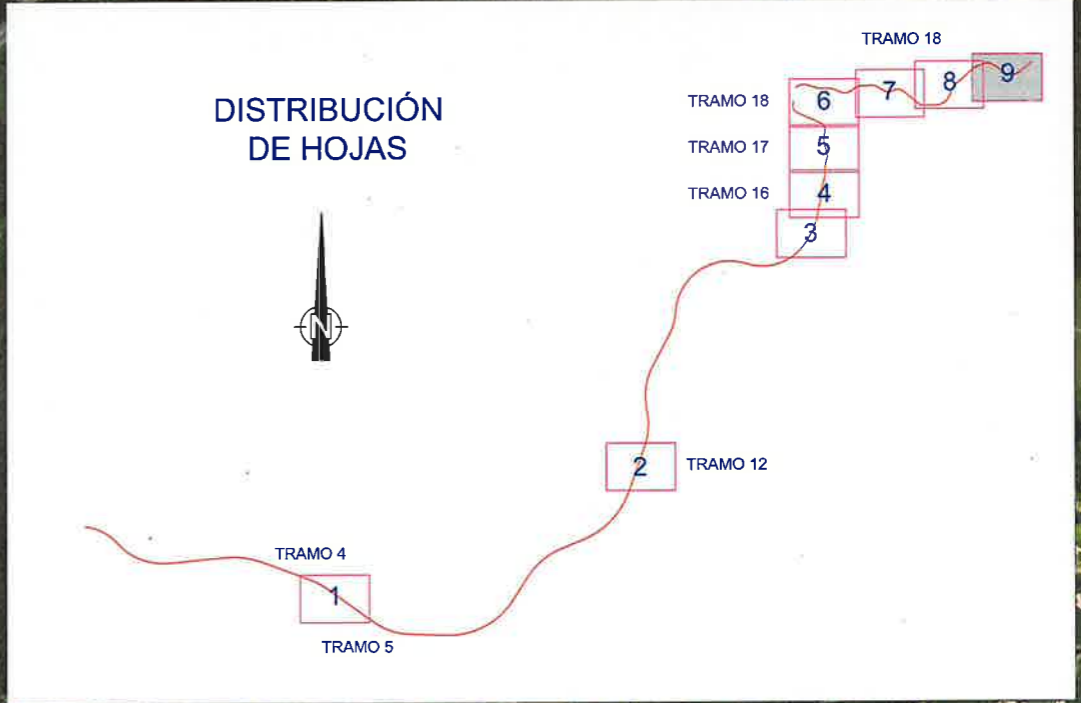 TRAMO 18
DISTRIBUCIÓN
DE HOJAS
TRAMO 18
6
7
8
9
TRAMO 17
5
TRAMO 16
4
3
N
2
TRAMO 12
TRAMO 4
1
TRAMO 5